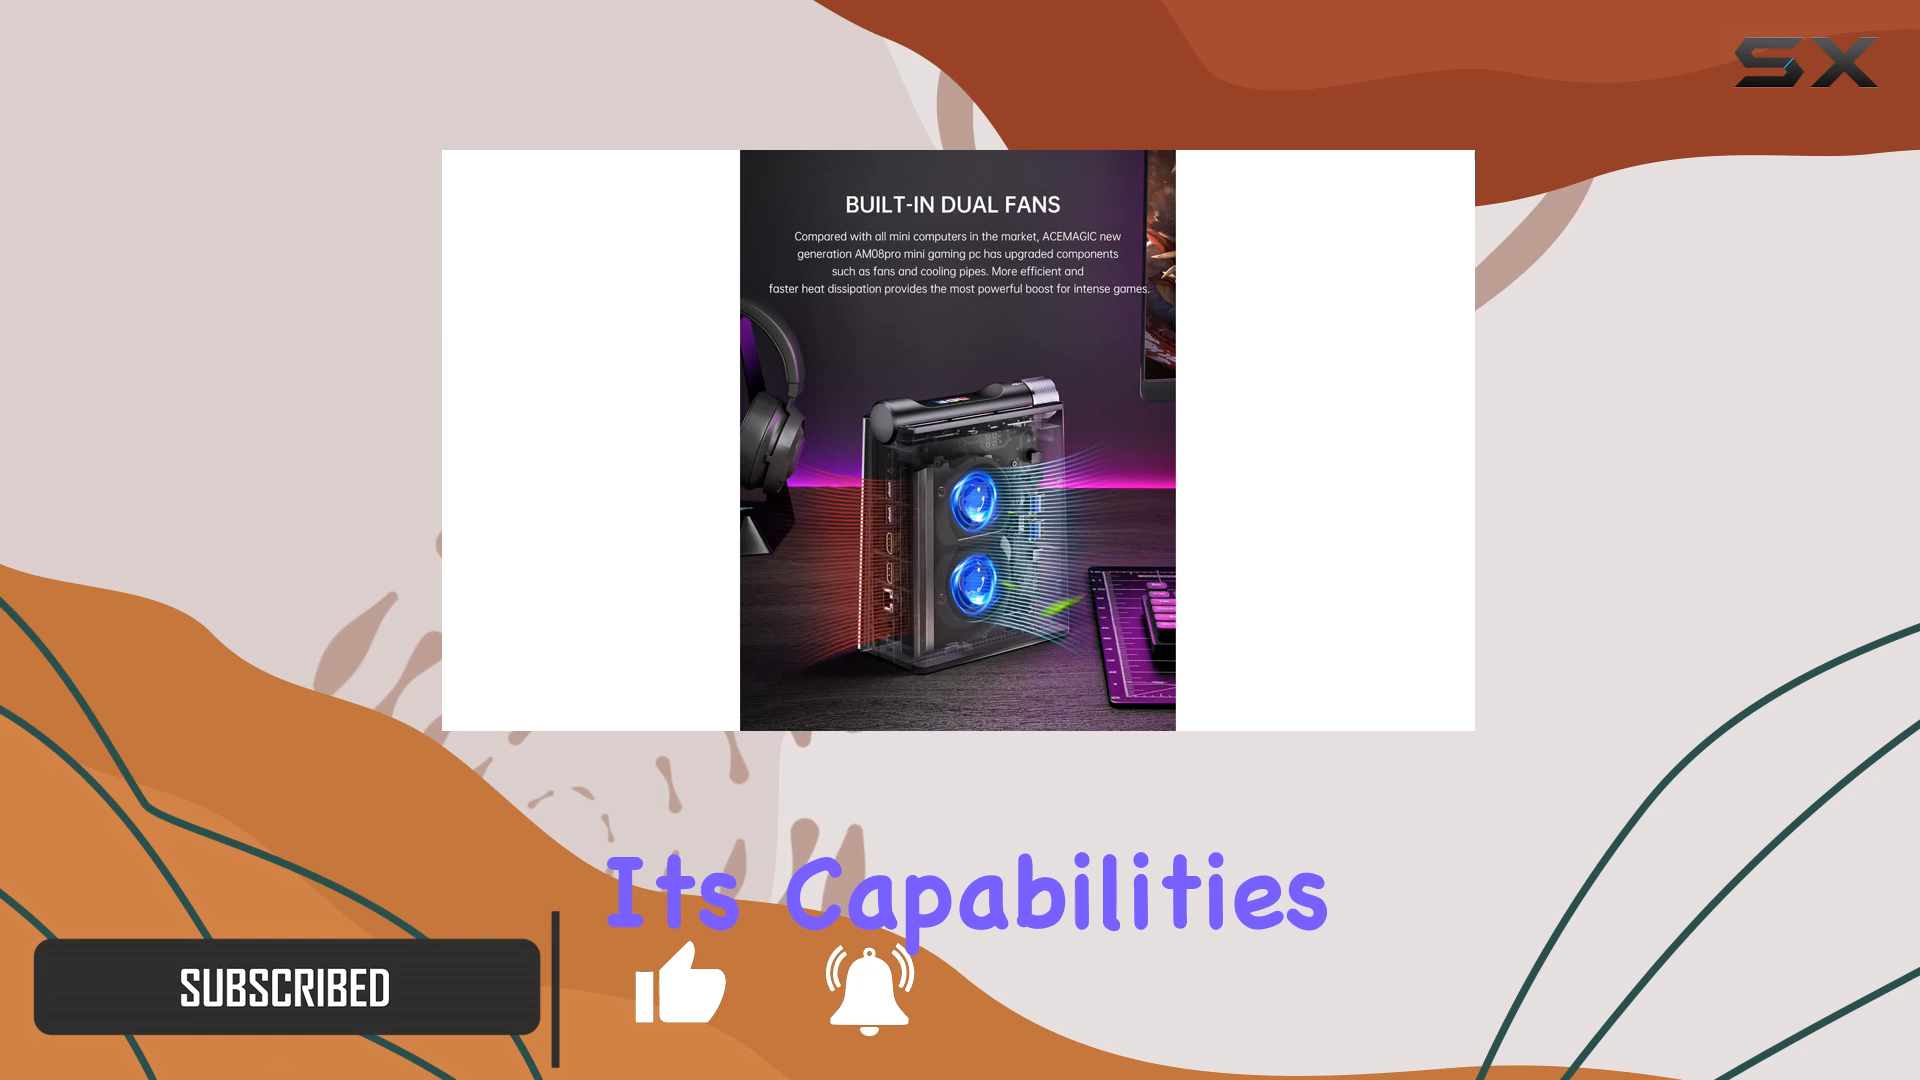 SX
BUILT-IN DUAL FANS
Compared with all mini computers in the market, ACEMAGIC new
generation AM08pro mini gaming pc has upgraded components
such as fans and cooling pipes. More efficient and
faster heat dissipation provides the most powerful boost for intense games.
Its Capabilities
SUBSCRIBED